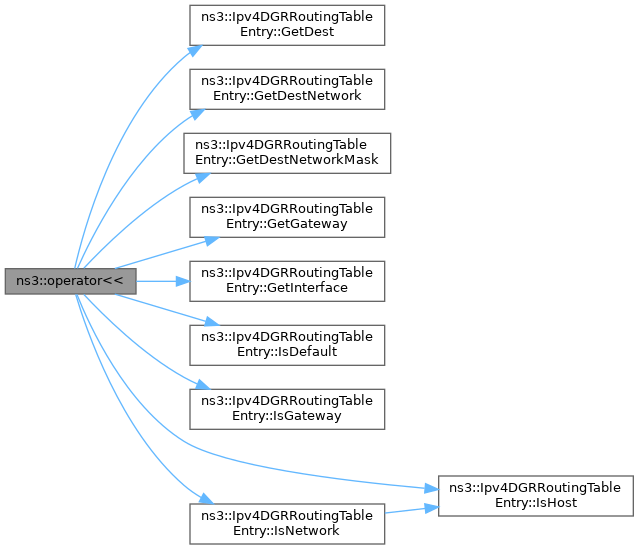 ns3::Ipv4DGRRoutingTable
Entry::GetDest
ns3::Ipv4DGRRoutingTable
Entry::GetDestNetwork
ns3::Ipv4DGRRoutingTable
Entry::GetDestNetworkMask
ns3::Ipv4DGRRoutingTable
Entry::GetGateway
ns3::operator<<
ns3::Ipv4DGRRoutingTable
Entry::GetInterface
ns3::Ipv4DGRRoutingTable
Entry::IsDefault
ns3::Ipv4DGRRoutingTable
Entry::IsGateway
ns3::Ipv4DGRRoutingTable
Entry::IsHost
ns3::Ipv4DGRRoutingTable
Entry::IsNetwork